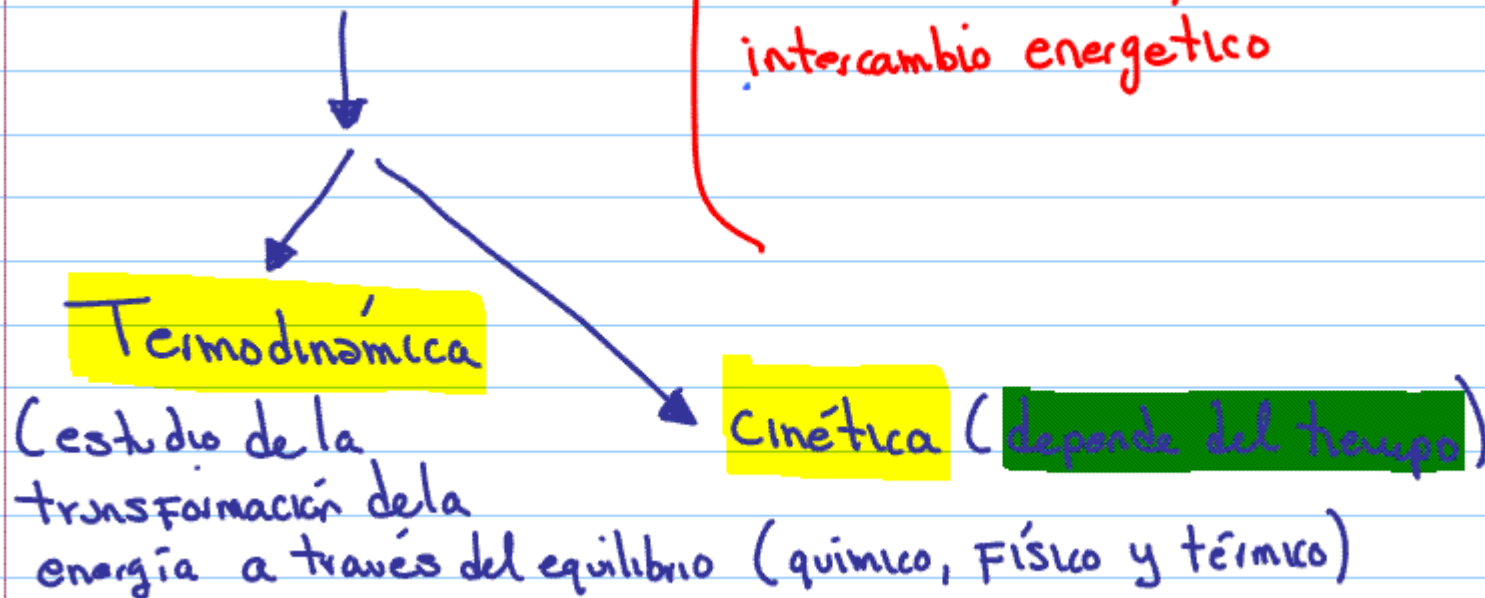 intercambio energético
Termodinámica
Cinética (depende del tiempo)
(estudio de la
transformación de la
energía a través del equilibrio (químico, Físico y térmico)